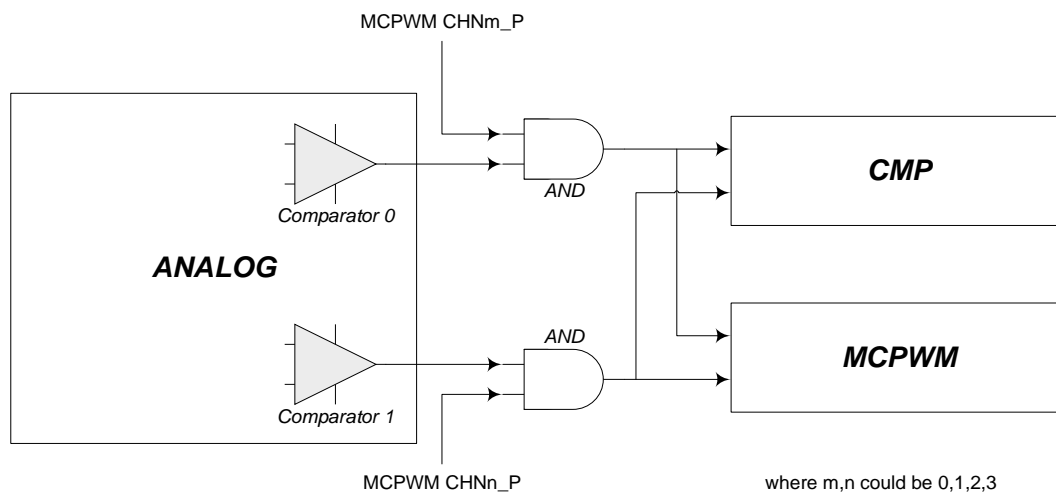 MCPWM CHNm_P
AND
Comparator 0
CMP
ANALOG
AND
MCPWM
Comparator 1
MCPWM CHNn_P
where m,n could be 0,1,2,3